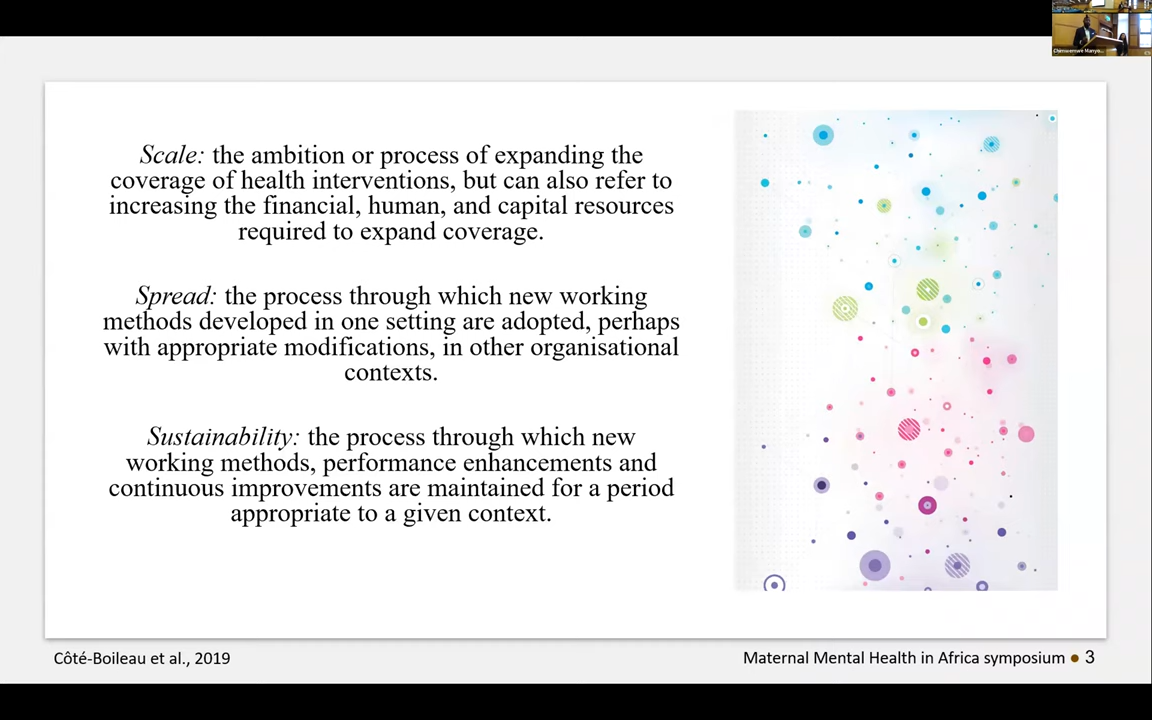 Chimwemwe Manyo...
Scale: the ambition or process of expanding the
coverage of health interventions, but can also refer to
increasing the financial, human, and capital resources
required to expand coverage.
Spread: the process through which new working
methods developed in one setting are adopted, perhaps
with appropriate modifications, in other organisational
contexts.
Sustainability: the process through which new
working methods, performance enhancements and
continuous improvements are maintained for a period
appropriate to a given context.
Côté-Boileau et al., 2019
Maternal Mental Health in Africa symposium ● 3